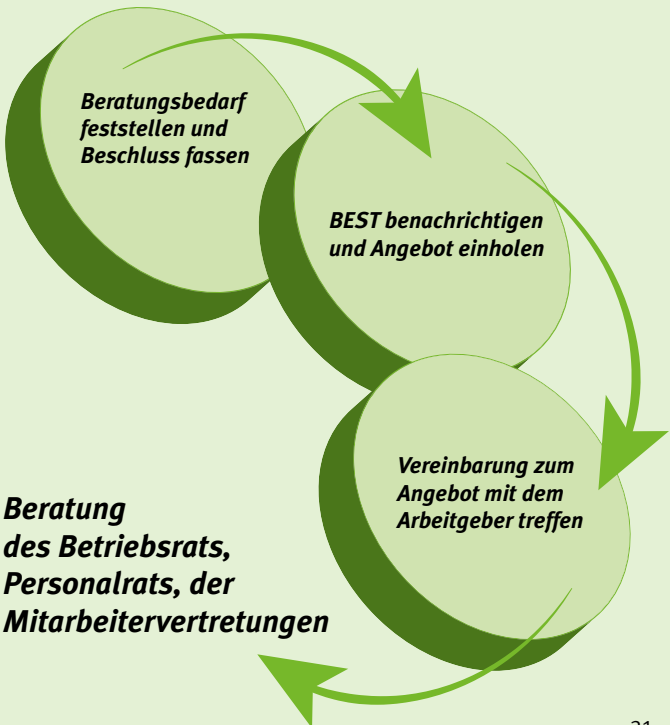 Beratungsbedarf
feststellen und
Beschluss fassen
BEST benachrichtigen
und Angebot einholen
Vereinbarung zum
Angebot mit dem
Arbeitgeber treffen
Beratung
des Betriebsrats,
Personalrats, der
Mitarbeitervertretungen